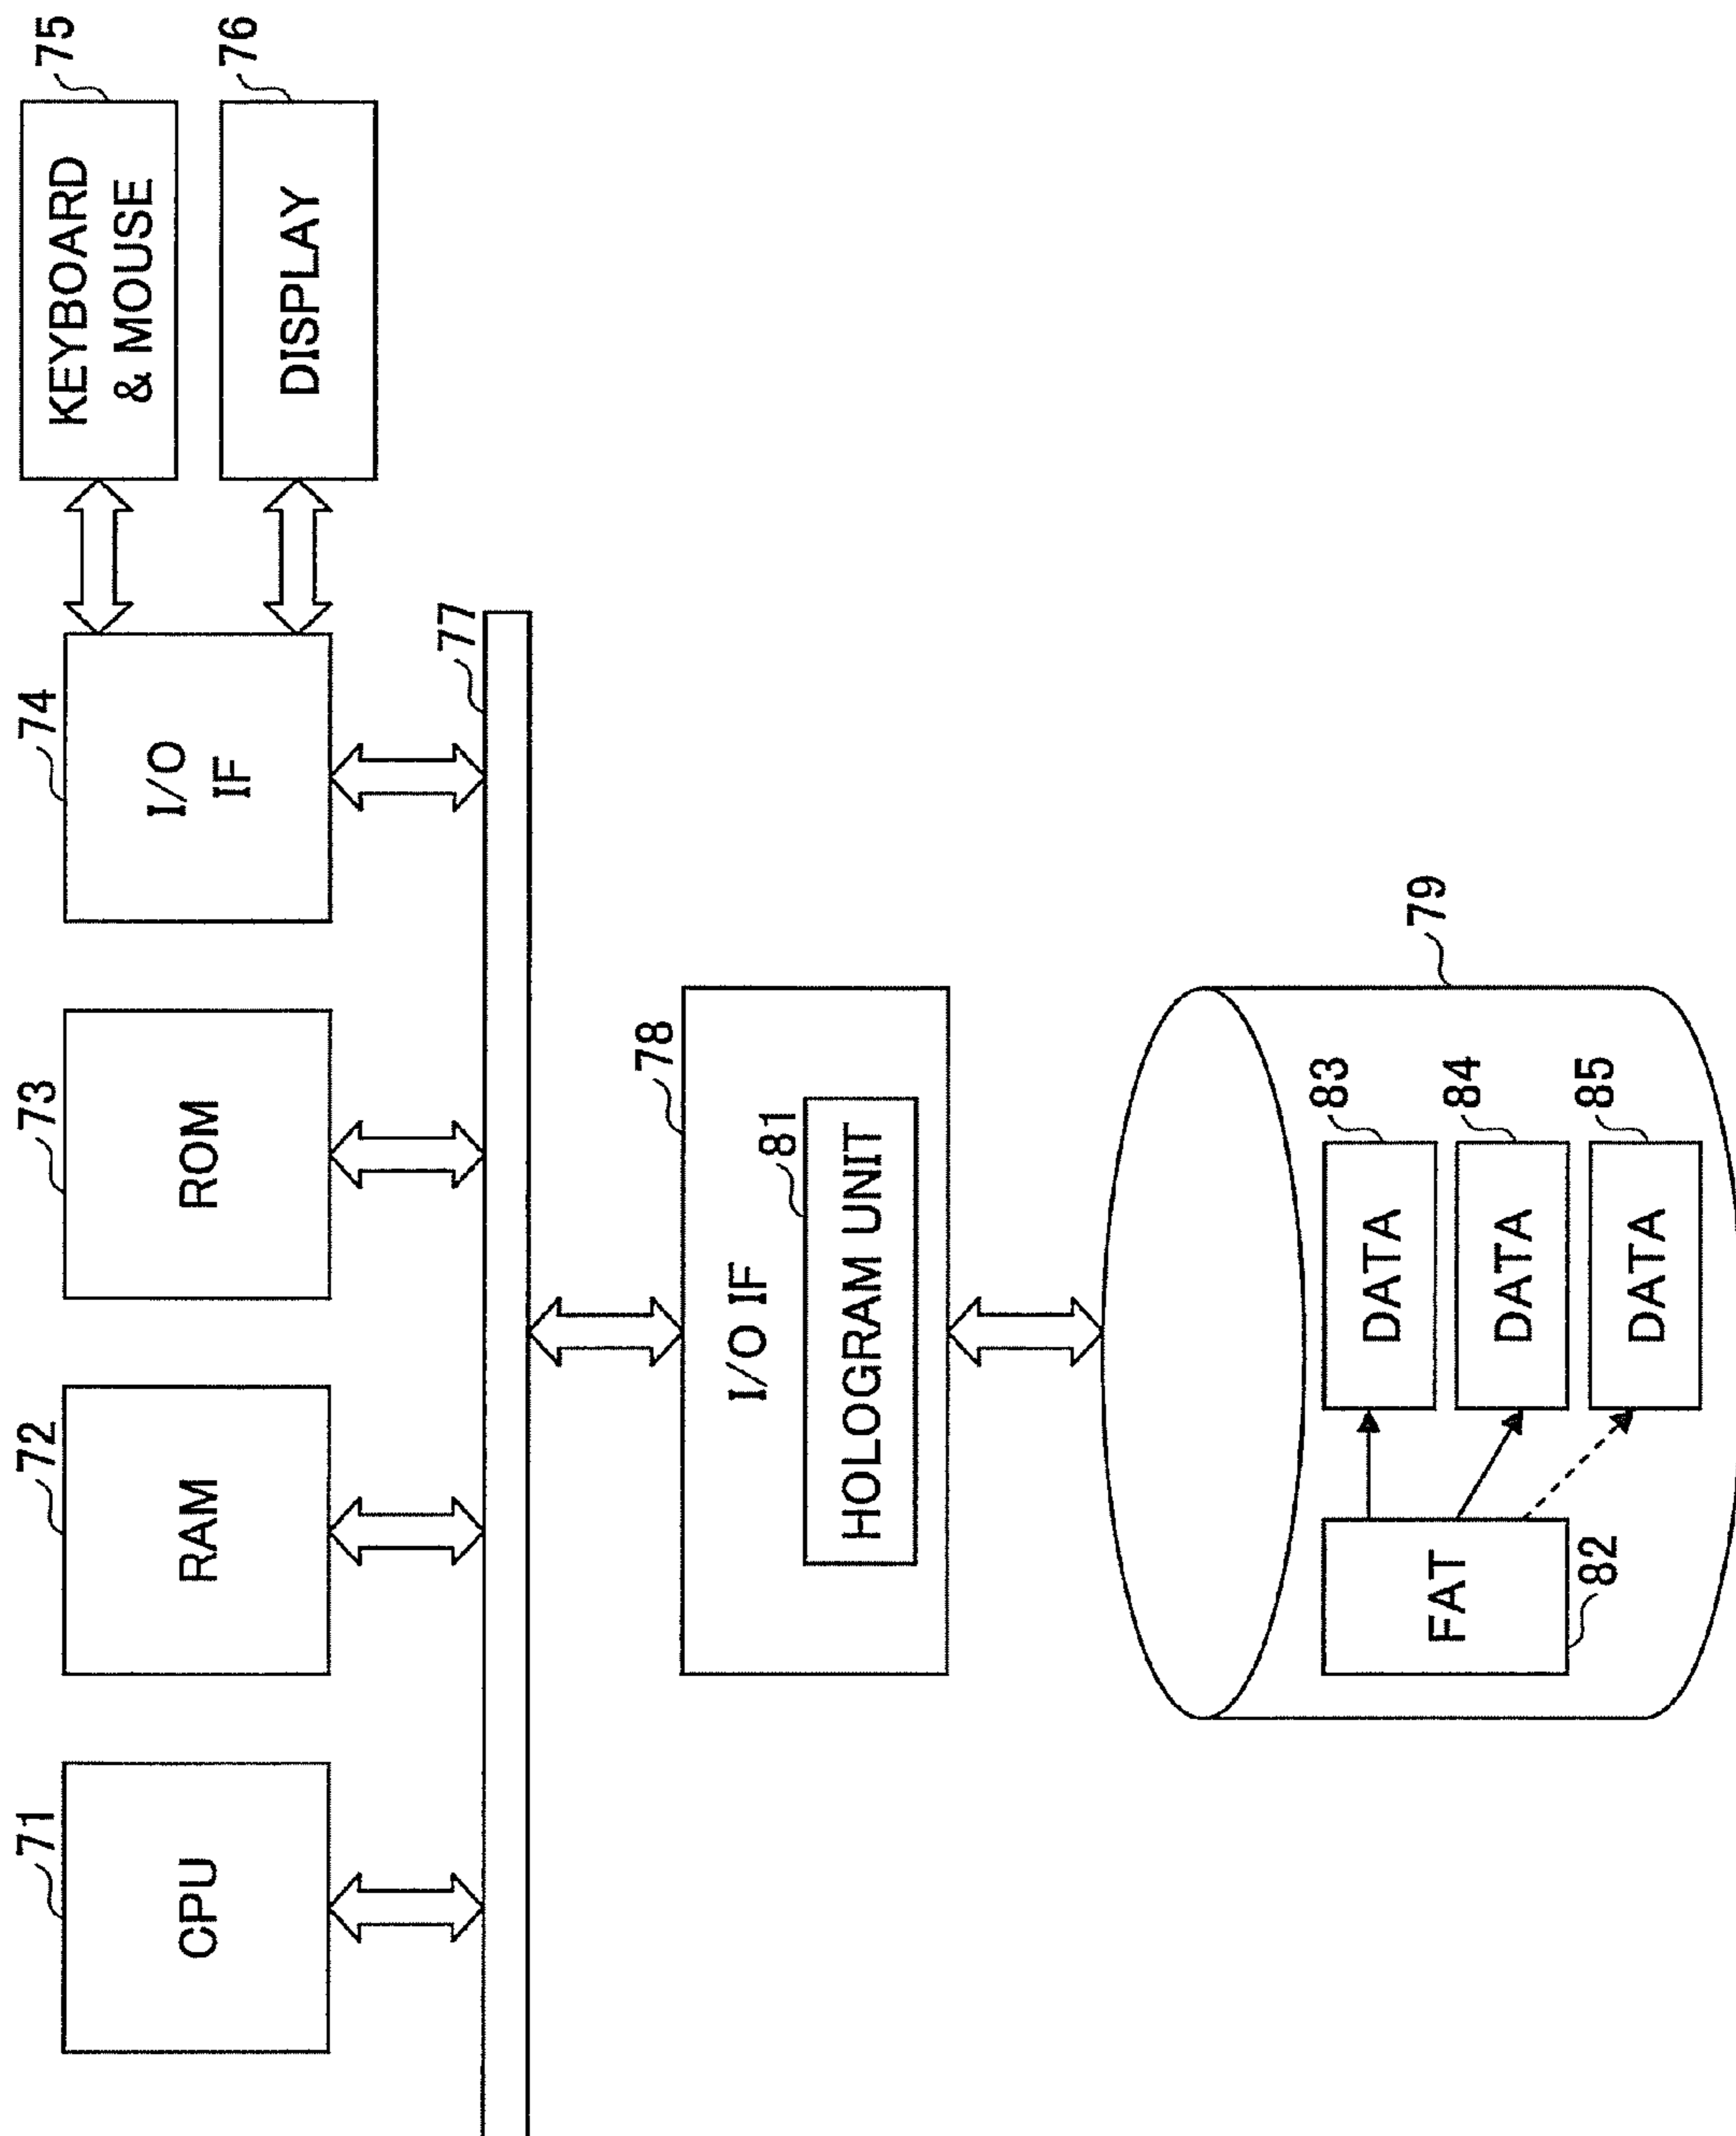 71
CPU
72
RAM
73
ROM
74
I/O
IF
75
KEYBOARD
& MOUSE
76
DISPLAY
77
78
I/O IF
81
HOLOGRAM UNIT
79
FAT
82
83
DATA
84
DATA
85
DATA